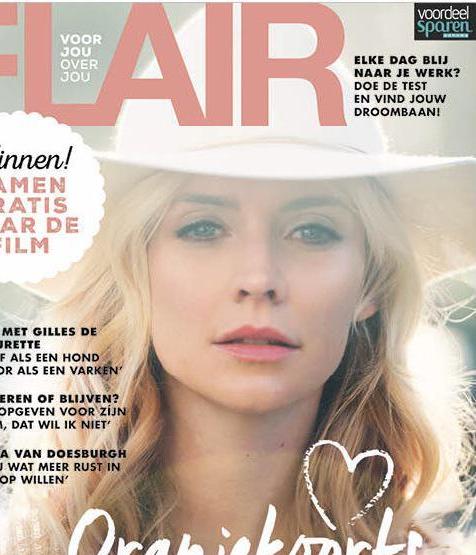 FLAIR
VOOR
JOU
OVER
JOU
voordeel
sparen
ELKE DAG BLIJ
NAAR JE WERK?
DOE DE TEST
EN VIND JOUW
DROOMBAAN!
innen!
AMEN
RATIS
AR DE
FILM
MET GILLES DE
URETTE
F ALS EEN HOND
OR ALS EEN VARKEN’
EREN OF BLIJVEN?
OPGEVEN VOOR ZIJN
, DAT WIL IK NIET’
A VAN DOESBURGH
U WAT MEER RUST IN
OP WILLEN’
Oranjekoorts